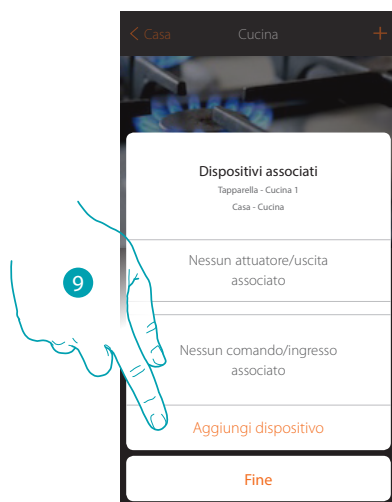 < Casa Cucina +
Dispositivi associati
Tapparella - Cucina 1
Casa - Cucina
Nessun attuatore/uscita
associato
9
Nessun comando/ingresso
associato
Aggiungi dispositivo
Fine